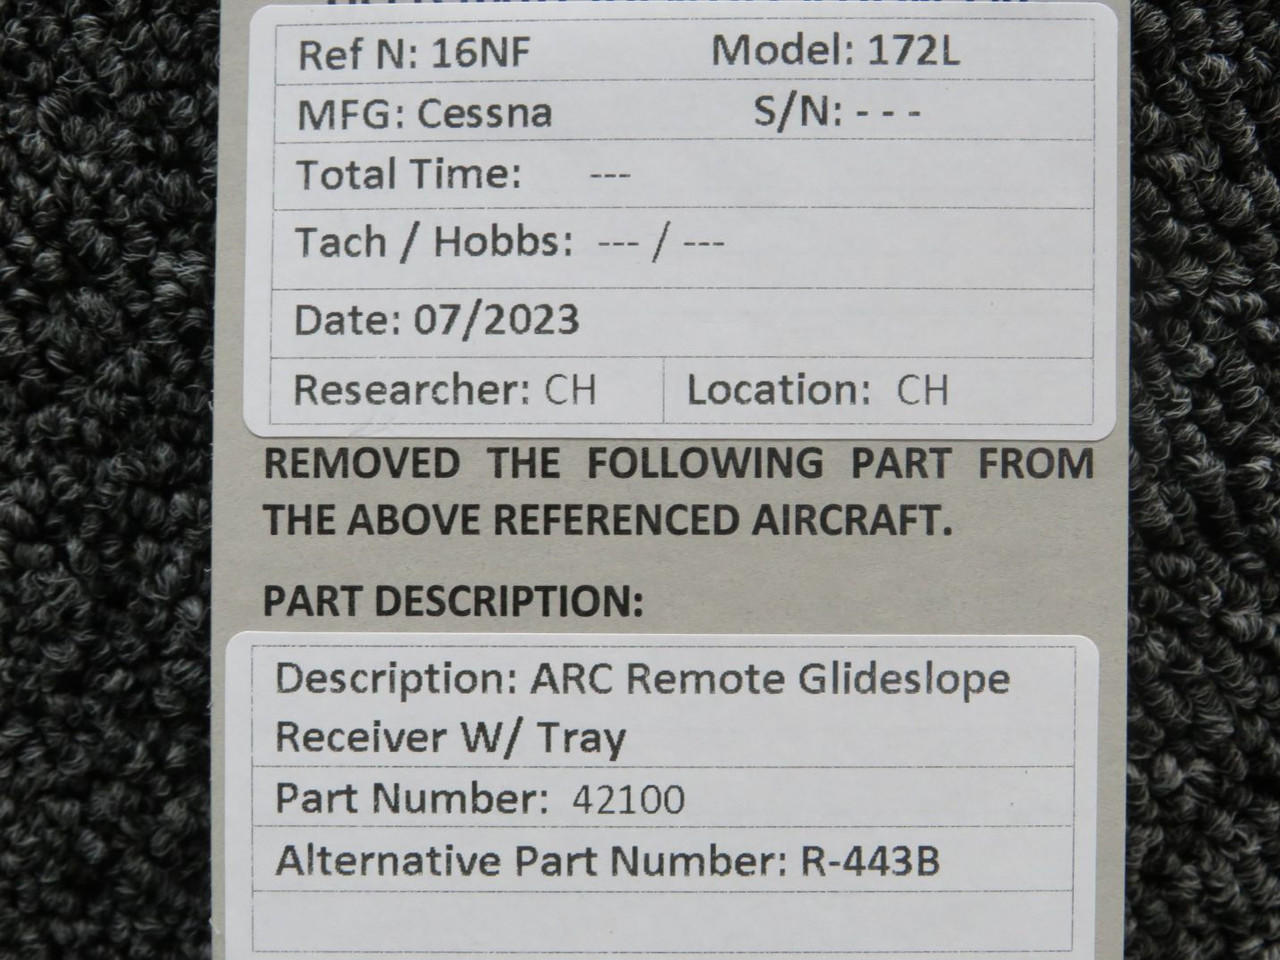 Ref N: 16NF Model: 172L
MFG: Cessna S/N: - - -
Total Time: ---
Tach / Hobbs: --- / ---
Date: 07/2023
Researcher: CH Location: CH
REMOVED THE FOLLOWING PART FROM
THE ABOVE REFERENCED AIRCRAFT.
PART DESCRIPTION:
Description: ARC Remote Glideslope
Receiver W/ Tray
Part Number: 42100
Alternative Part Number: R-443B